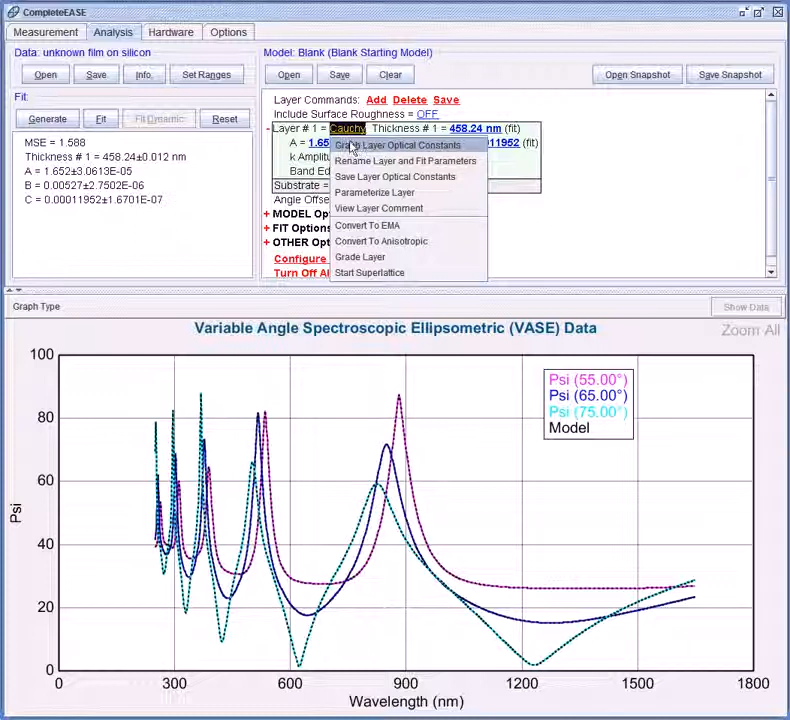 CompleteEASE
Measurement Analysis Hardware Options
Data: unknown film on silicon
Open Save Info. Set Ranges
Fit:
Generate Fit Fit Dynamic Reset
MSE = 1.588
Thickness # 1 = 458.24±0.012 nm
A = 1.652±3.0613E-05
B = 0.00527±2.7502E-06
C = 0.00011952±1.6701E-07
Model: Blank (Blank Starting Model)
Open Save Clear Open Snapshot Save Snapshot
Layer Commands: Add Delete Save
Include Surface Roughness = OFF
- Layer # 1 = Cauchy Thickness # 1 = 458.24 nm (fit)
A = 1.65 011952 (fit)
k Amplitu
Band Ed
Substrate =
Angle Offse
+ MODEL Opt
+ FIT Options
+ OTHER Opt
Configure
Turn Off Al
Graph Layer Optical Constants
Rename Layer and Fit Parameters
Save Layer Optical Constants
Parameterize Layer
View Layer Comment
Convert To EMA
Convert To Anisotropic
Grade Layer
Start Superlattice
Graph Type Show Data
Variable Angle Spectroscopic Ellipsometric (VASE) Data
Zoom All
Psi (55.00°)
Psi (65.00°)
Psi (75.00°)
Model
100
80
60
40
20
0
Psi
0 300 600 900 1200 1500 1800
Wavelength (nm)